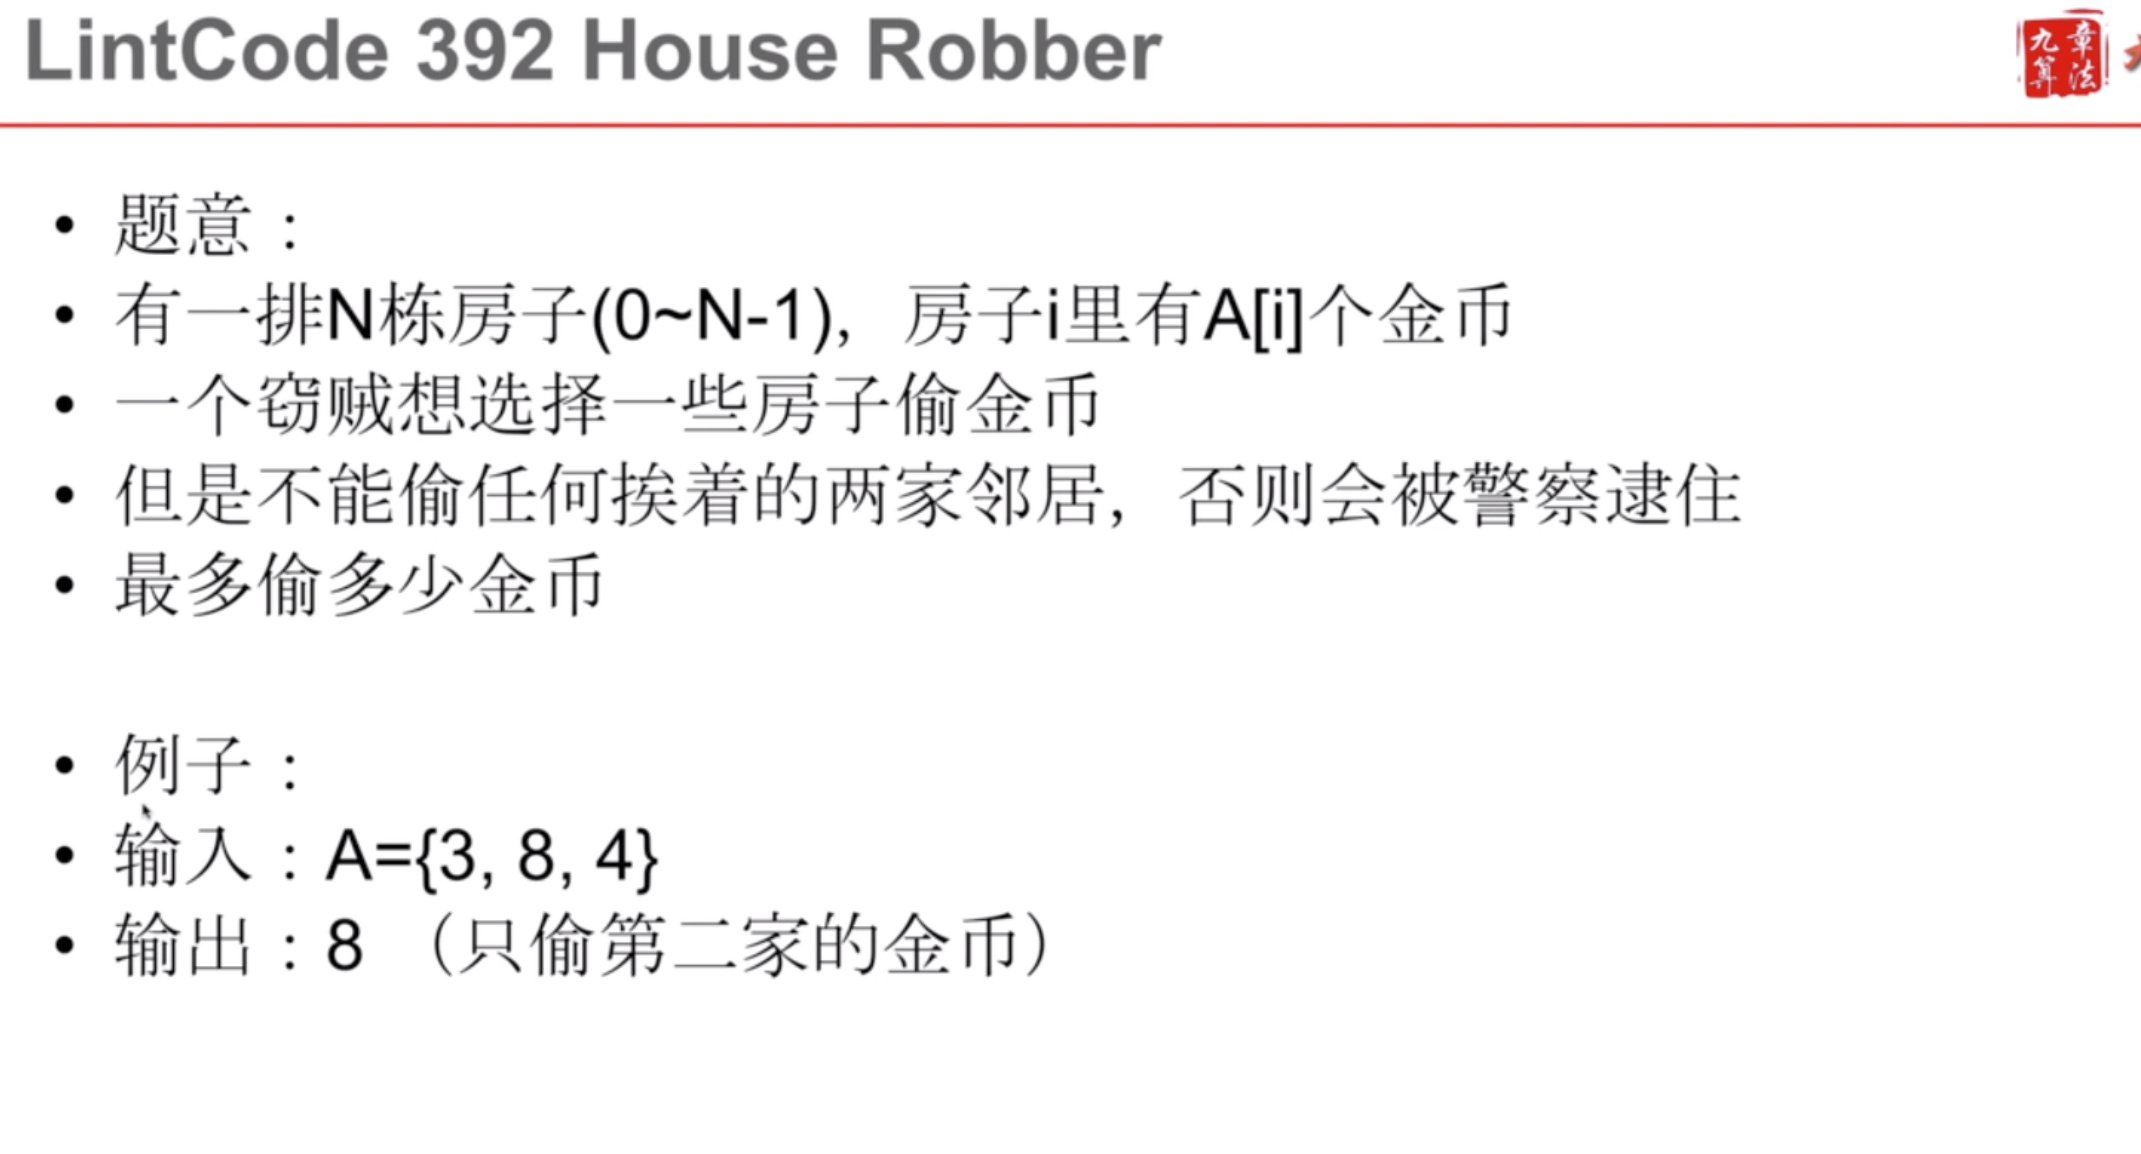 LintCode 392 House Robber
九章算法
• 题意：
• 有一排N栋房子(0~N-1)，房子i里有A[i]个金币
• 一个窃贼想选择一些房子偷金币
• 但是不能偷任何挨着的两家邻居，否则会被警察逮住
• 最多偷多少金币
• 例子：
• 输入：A={3, 8, 4}
• 输出：8 （只偷第二家的金币）